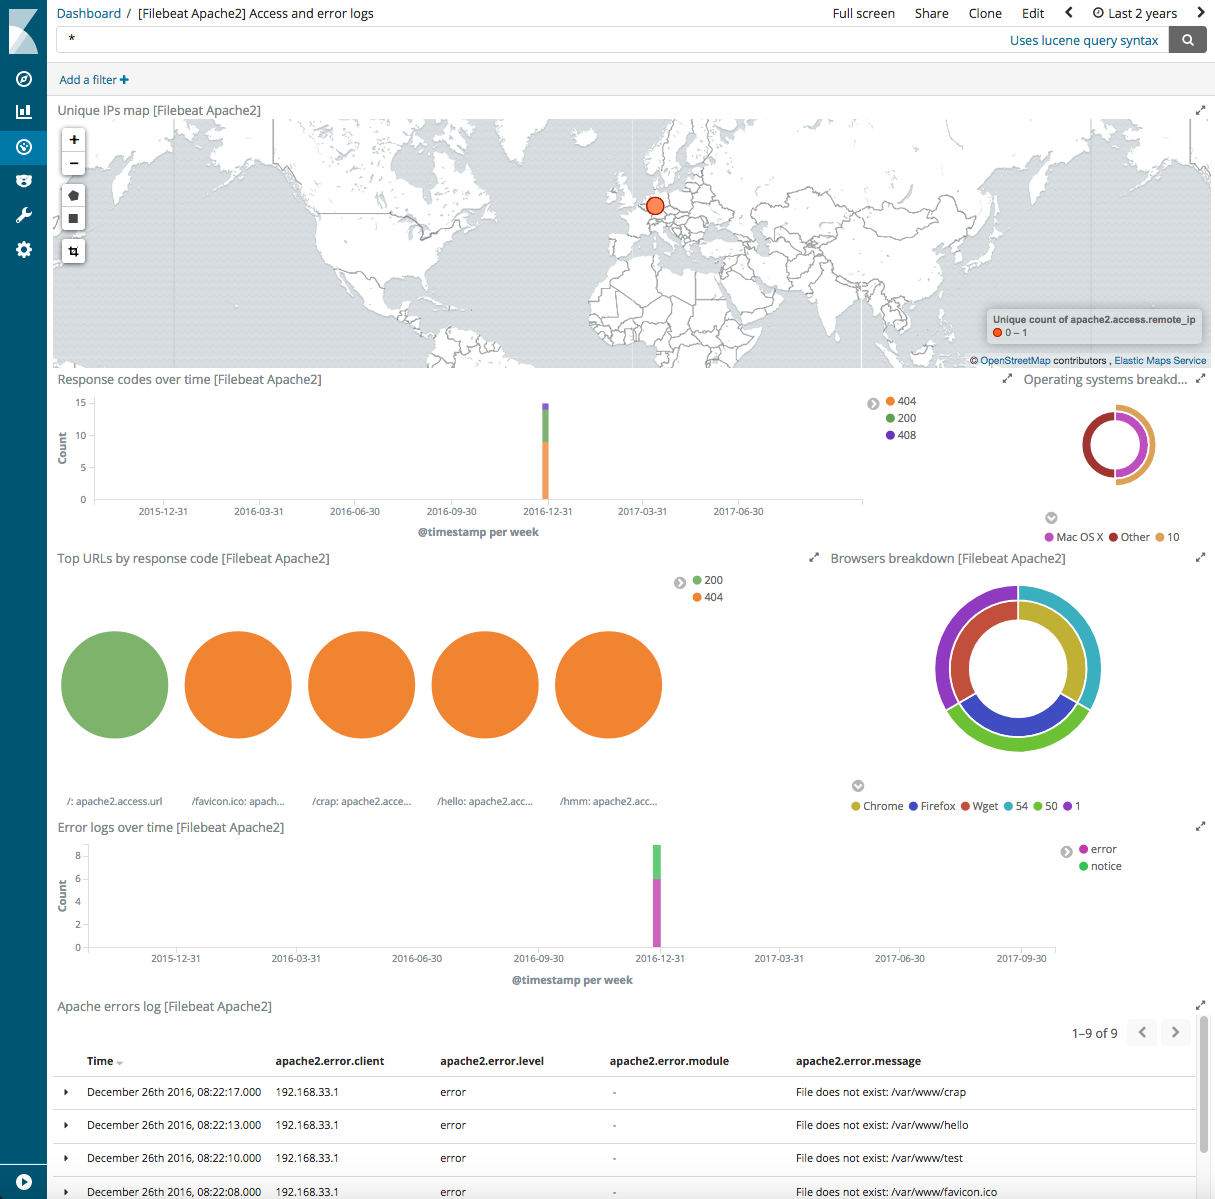 Dashboard / [Filebeat Apache2] Access and error logs
Full screen Share Clone Edit Last 2 years
* Uses lucene query syntax
Add a filter +
Unique IPs map [Filebeat Apache2]
+
−
Unique count of apache2.access.remote_ip
0 – 1
© OpenStreetMap contributors , Elastic Maps Service
Response codes over time [Filebeat Apache2]
Count
15
10
5
0
2015-12-31 2016-03-31 2016-06-30 2016-09-30 2016-12-31 2017-03-31 2017-06-30
@timestamp per week
404
200
408
Operating systems breakd...
Mac OS X Other 10
Top URLs by response code [Filebeat Apache2]
200
404
/: apache2.access.url /favicon.ico: apach... /crap: apache2.acce... /hello: apache2.acc... /hmm: apache2.acc...
Browsers breakdown [Filebeat Apache2]
Chrome Firefox Wget 54 50 1
Error logs over time [Filebeat Apache2]
Count
8
6
4
2
0
2015-12-31 2016-03-31 2016-06-30 2016-09-30 2016-12-31 2017-03-31 2017-06-30 2017-09-30
@timestamp per week
error
notice
Apache errors log [Filebeat Apache2]
1–9 of 9
Time apache2.error.client apache2.error.level apache2.error.module apache2.error.message
December 26th 2016, 08:22:17.000 192.168.33.1 error - File does not exist: /var/www/crap
December 26th 2016, 08:22:13.000 192.168.33.1 error - File does not exist: /var/www/hello
December 26th 2016, 08:22:10.000 192.168.33.1 error - File does not exist: /var/www/test
December 26th 2016, 08:22:08.000 192.168.33.1 error - File does not exist: /var/www/favicon.ico